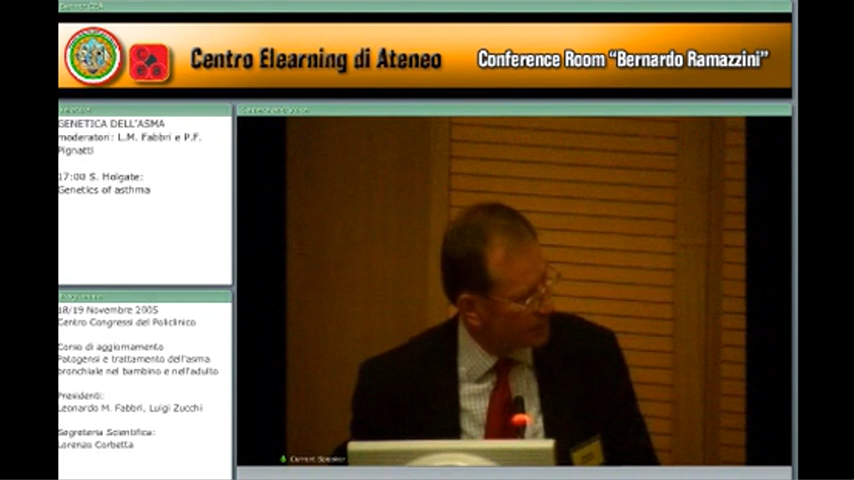 Centro Elearning di Ateneo
Conference Room “Bernardo Ramazzini”
GENETICA DELL'ASMA
moderatori: L.M. Fabbri e P.F.
Pignatti
17:00 S. Holgate:
Genetics of asthma
18/19 Novembre 2005
Centro Congressi del Policlinico
Corso di aggiornamento
Patogensi e trattamento dell'asma
bronchiale nel bambino e nell'adulto
Presidenti:
Leonardo M. Fabbri, Luigi Zucchi
Segreteria Scientifica:
Lorenzo Corbetta
Current Speaker